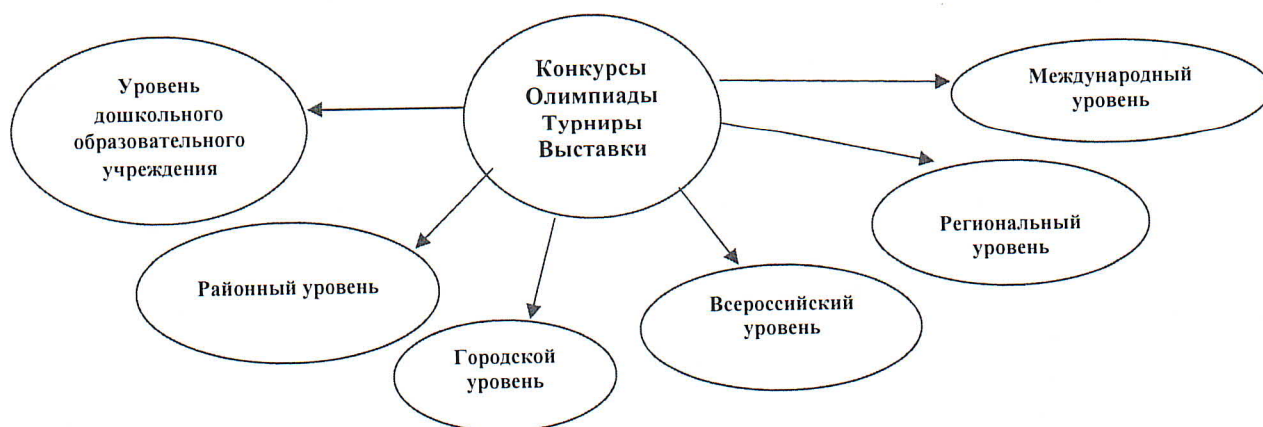 Конкурсы
Олимпиады
Турниры
Выставки
Международный
уровень
Уровень
дошкольного
образовательного
учреждения
Региональный
уровень
Районный уровень
Всероссийский
уровень
Городской
уровень